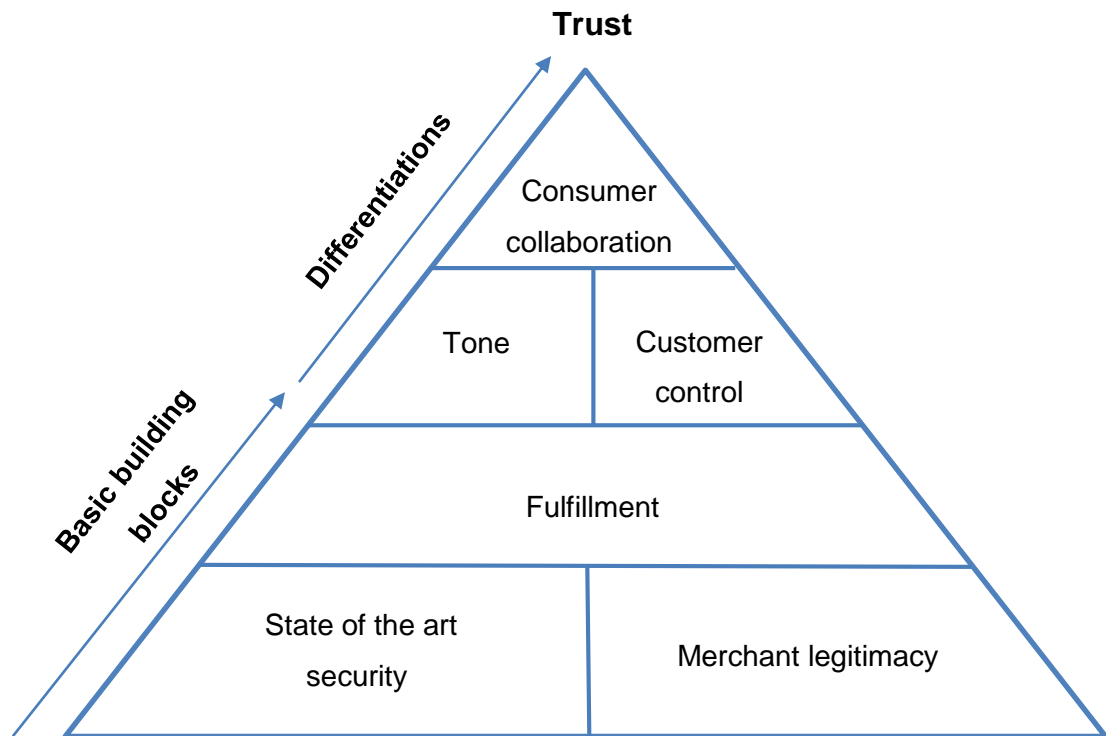 Trust
Differentiations
Consumer
collaboration
Tone
Customer
control
Basic building
blocks
Fulfillment
State of the art
security
Merchant legitimacy